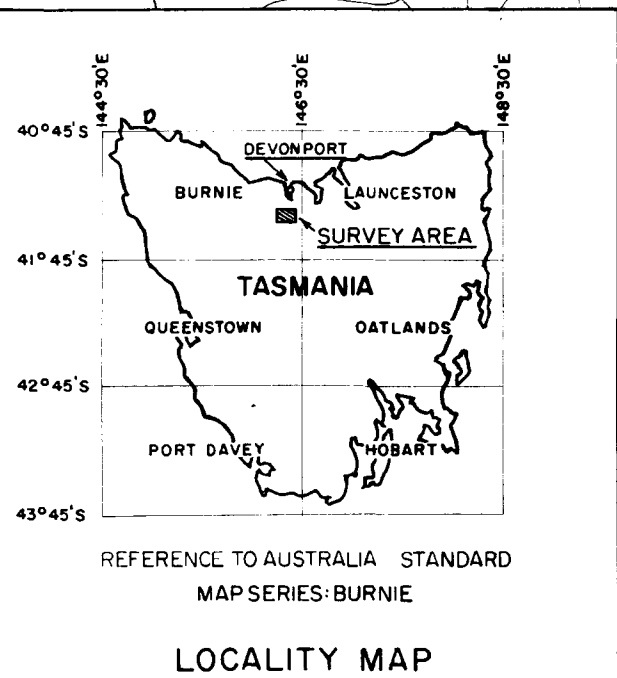 144°30'E
146°30'E
148°30'E
40°45'S
DEVONPORT
BURNIE
LAUNCESTON
SURVEY AREA
41°45'S
TASMANIA
QUEENSTOWN
OATLANDS
42°45'S
PORT DAVEY
HOBART
43°45'S
REFERENCE TO AUSTRALIA STANDARD
MAP SERIES: BURNIE
LOCALITY MAP